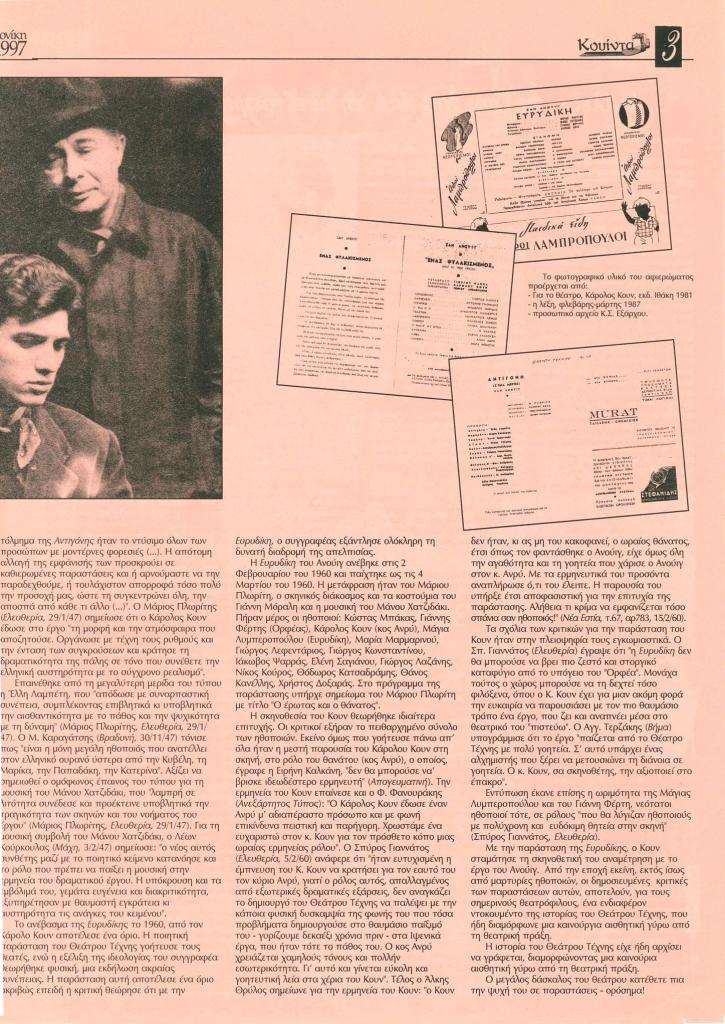 ονίκη
1997
Κουίντα
3
ΖΑΝ ΑΝΟΥΙΓ
ΕΥΡΥΔΙΚΗ
ΝΕΩΤΕΡΙΣΜΟΙ
Παιδικά Είδη
ΛΑΜΠΡΟΠΟΥΛΟΙ
ΖΑΝ ΑΝΟΥΙΓ
ΕΝΑΣ ΦΥΛΑΚΙΣΜΕΝΟΣ
ΖΑΝ ΑΝΟΥΙΓ
"ΕΝΑΣ ΦΥΛΑΚΙΣΜΕΝΟΣ,
ΑΝΤΙΓΟΝΗ
MURAT
ΣΤΕΦΑΝΙΔΗΣ
Το φωτογραφικό υλικό του αφιερώματος
προέρχεται από:
- Για το θέατρο, Κάρολος Κουν, εκδ. Ιθάκη 1981
- η λέξη, φλεβάρης-μάρτης 1987
- προσωπικό αρχείο Κ.Σ. Εξάρχου.
τόλμημα της Αντιγόνης ήταν το ντύσιμο όλων των
προσώπων με μοντέρνες φορεσιές (...). Η απότομη
αλλαγή της εμφάνισής των προσκρούει σε
καθιερωμένες παραστάσεις και ή αρνούμαστε να την
παραδεχθούμε, ή τουλάχιστον απορροφά τόσο πολύ
την προσοχή μας, ώστε τη συγκεντρώνει όλη, την
αποσπά από κάθε τι άλλο (...)". Ο Μάριος Πλωρίτης
(Ελευθερία, 29/1/47) σημείωσε ότι ο Κάρολος Κουν
έδωσε στο έργο "τη μορφή και την ατμόσφαιρα που
αποζητούσε. Οργάνωσε με τέχνη τους ρυθμούς και
την ένταση των συγκρούσεων και κράτησε τη
δραματικότητα της πάλης σε τόνο που συνέθετε την
ελληνική αυστηρότητα με το σύγχρονο ρεαλισμό".
Επαινέθηκε από τη μεγαλύτερη μερίδα του τύπου
η Έλλη Λαμπέτη, που "απόδωσε με συναρπαστική
συνέπεια, συμπλέκοντας επιβλητικά κι υποβλητικά
την αισθαντικότητα με το πάθος και την ψυχικότητα
με τη δύναμη" (Μάριος Πλωρίτης, Ελευθερία, 29/1/
47). Ο Μ. Καραγάτσης (Βραδυνή, 30/11/47) τόνισε
πως "είναι η μόνη μεγάλη ηθοποιός που ανατέλλει
στον ελληνικό ουρανό ύστερα από την Κυβέλη, τη
Μαρίκα, την Παπαδάκη, την Κατερίνα". Αξίζει να
σημειωθεί ο ομόφωνος έπαινος του τύπου για τη
μουσική του Μάνου Χατζιδάκι, που "λαμπρή σε
λιτότητα συνέδεσε και προέκτεινε υποβλητικά την
τραγικότητα των σκηνών και του νοήματος του
έργου" (Μάριος Πλωρίτης, Ελευθερία, 29/1/47). Για τη
μουσική συμβολή του Μάνου Χατζιδάκι, ο Λέων
Κούρκουλας (Μάχη, 3/2/47) σημείωσε: "ο νέος αυτός
συνθέτης μαζί με το ποιητικό κείμενο κατανόησε και
το ρόλο που πρέπει να παίξει η μουσική στην
ερμηνεία του δραματικού έργου. Η υπόκρουση και τα
εμβόλιμά του, γεμάτα ευγένεια και διακριτικότητα,
εξυπηρέτησαν με θαυμαστή εγκράτεια κι
αυστηρότητα τις ανάγκες του κειμένου".
Το ανέβασμα της Ευρυδίκης το 1960, από τον
Κάρολο Κουν αποτέλεσε ένα όριο. Η ποιητική
παράσταση του Θεάτρου Τέχνης γοήτευσε τους
θεατές, ενώ η εξέλιξη της ιδεολογίας του συγγραφέα
θεωρήθηκε φυσική, μια εκδήλωση ακραίας
συνέπειας. Η παράσταση αυτή αποτέλεσε ένα όριο
ακριβώς επειδή η κριτική θεώρησε ότι με την
Ευρυδίκη, ο συγγραφέας εξάντλησε ολόκληρη τη
δυνατή διαδρομή της απελπισίας.
Η Ευρυδίκη του Ανούιγ ανέβηκε στις 2
Φεβρουαρίου του 1960 και παίχτηκε ως τις 4
Μαρτίου του 1960. Η μετάφραση ήταν του Μάριου
Πλωρίτη, ο σκηνικός διάκοσμος και τα κοστούμια του
Γιάννη Μόραλη και η μουσική του Μάνου Χατζιδάκι.
Πήραν μέρος οι ηθοποιοί: Κώστας Μπάκας, Γιάννης
Φέρτης (Ορφέας), Κάρολος Κουν (κος Ανρύ), Μάγια
Λυμπεροπούλου (Ευρυδίκη), Μαρία Μαρμαρινού,
Γιώργος Λεφεντάριος, Γιώργος Κωνσταντίνου,
Ιάκωβος Ψαρράς, Ελένη Σαγιάνου, Γιώργος Λαζάνης,
Νίκος Κούρος, Θόδωρος Κατσαδράμης, Θάνος
Κανέλλης, Χρήστος Δοξαράς. Στο πρόγραμμα της
παράστασης υπήρχε σημείωμα του Μάριου Πλωρίτη
με τίτλο "Ο έρωτας και ο θάνατος".
Η σκηνοθεσία του Κουν θεωρήθηκε ιδιαίτερα
επιτυχής. Οι κριτικοί εξήραν το πειθαρχημένο σύνολο
των ηθοποιών. Εκείνο όμως που γοήτευσε πάνω απ'
όλα ήταν η μεστή παρουσία του Κάρολου Κουν στη
σκηνή, στο ρόλο του θανάτου (κος Ανρύ), ο οποίος,
έγραφε η Ειρήνη Καλκάνη, "δεν θα μπορούσε να'
βρισκε ιδεωδέστερο ερμηνευτή" (Απογευματινή). Την
ερμηνεία του Κουν επαίνεσε και ο Φ. Φανουράκης
(Ανεξάρτητος Τύπος): "Ο Κάρολος Κουν έδωσε έναν
Ανρύ μ' αδιαπέραστο πρόσωπο και με φωνή
επικίνδυνα πειστική και παρήγορη. Χρωστάμε ένα
ευχαριστώ στον κ. Κουν για τον πρόσθετο κόπο μιας
ωραίας ερμηνείας ρόλου". Ο Σπύρος Γιαννάτος
(Ελευθερία, 5/2/60) ανάφερε ότι "ήταν ευτυχισμένη η
έμπνευση του Κ. Κουν να κρατήσει για τον εαυτό του
τον κύριο Ανρύ, γιατί ο ρόλος αυτός, απαλλαγμένος
από εξωτερικές δραματικές εξάρσεις, δεν αναγκάζει
το δημιουργό του Θεάτρου Τέχνης να παλέψει με την
κάποια φυσική δυσκαμψία της φωνής του που τόσα
προβλήματα δημιουργούσε στο θαυμάσιο παίξιμό
του - γυρίζουμε δεκαέξι χρόνια πριν - στα Ιψενικά
έργα, που ήταν τότε το πάθος του. Ο κος Ανρύ
χρειάζεται χαμηλούς τόνους και πολλήν
εσωτερικότητα. Γι' αυτό και γίνεται εύκολη και
γοητευτική λεία στα χέρια του Κουν". Τέλος ο Άλκης
Θρύλος σημείωνε για την ερμηνεία του Κουν: "ο Κουν
δεν ήταν, κι ας μη του κακοφανεί, ο ωραίος θάνατος,
έτσι όπως τον φαντάσθηκε ο Ανούιγ, είχε όμως όλη
την αγαθότητα και τη γοητεία που χάρισε ο Ανούιγ
στον κ. Ανρύ. Με τα ερμηνευτικά του προσόντα
αναπλήρωσε ό,τι του έλειπε. Η παρουσία του
υπήρξε έτσι αποφασιστική για την επιτυχία της
παράστασης. Αλήθεια τί κρίμα να εμφανίζεται τόσο
σπάνια σαν ηθοποιός!" (Νέα Εστία, τ.67, αρ783, 15/2/60).
Τα σχόλια των κριτικών για την παράσταση του
Κουν ήταν στην πλειοψηφία τους εγκωμιαστικά. Ο
Σπ. Γιαννάτος (Ελευθερία) έγραψε ότι "η Ευρυδίκη δεν
θα μπορούσε να βρει πιο ζεστό και στοργικό
καταφύγιο από το υπόγειο του "Ορφέα". Μονάχα
τούτος ο χώρος μπορούσε να τη δεχτεί τόσο
φιλόξενα, όπου ο Κ. Κουν έχει για μιαν ακόμη φορά
την ευκαιρία να παρουσιάσει με τον πιο θαυμάσιο
τρόπο ένα έργο, που ζει και αναπνέει μέσα στο
θεατρικό του "πιστεύω". Ο Αγγ. Τερζάκης (Βήμα)
υπογράμμισε ότι το έργο "παίζεται από το Θέατρο
Τέχνης με πολύ γοητεία. Σ' αυτό υπάρχει ένας
αλχημιστής που ξέρει να μετουσιώνει τη διάνοια σε
γοητεία. Ο κ. Κουν, σα σκηνοθέτης, την αξιοποιεί στο
έπακρο".
Εντύπωση έκανε επίσης η ωριμότητα της Μάγιας
Λυμπεροπούλου και του Γιάννη Φέρτη, νεότατοι
ηθοποιοί τότε, σε ρόλους "που θα λύγιζαν ηθοποιούς
με πολύχρονη και ευδόκιμη θητεία στην σκηνή"
(Σπύρος Γιαννάτος, Ελευθερία).
Με την παράσταση της Ευρυδίκης, ο Κουν
σταμάτησε τη σκηνοθετική του αναμέτρηση με το
έργο του Ανούιγ. Από την εποχή εκείνη, εκτός ίσως
από μαρτυρίες ηθοποιών, οι δημοσιευμένες κριτικές
των παραστάσεων αυτών, αποτελούν, για τους
σημερινούς θεατρόφιλους, ένα ενδιαφέρον
ντοκουμέντο της ιστορίας του Θεάτρου Τέχνης, που
ήδη διαμόρφωνε μια καινούργια αισθητική γύρω από
τη θεατρική πράξη.
Η ιστορία του Θεάτρου Τέχνης είχε ήδη αρχίσει
να γράφεται, διαμορφώνοντας μια καινούρια
αισθητική γύρω από τη θεατρική πράξη.
Ο μεγάλος δάσκαλος του θεάτρου κατέθετε πια
την ψυχή του σε παραστάσεις - ορόσημα!